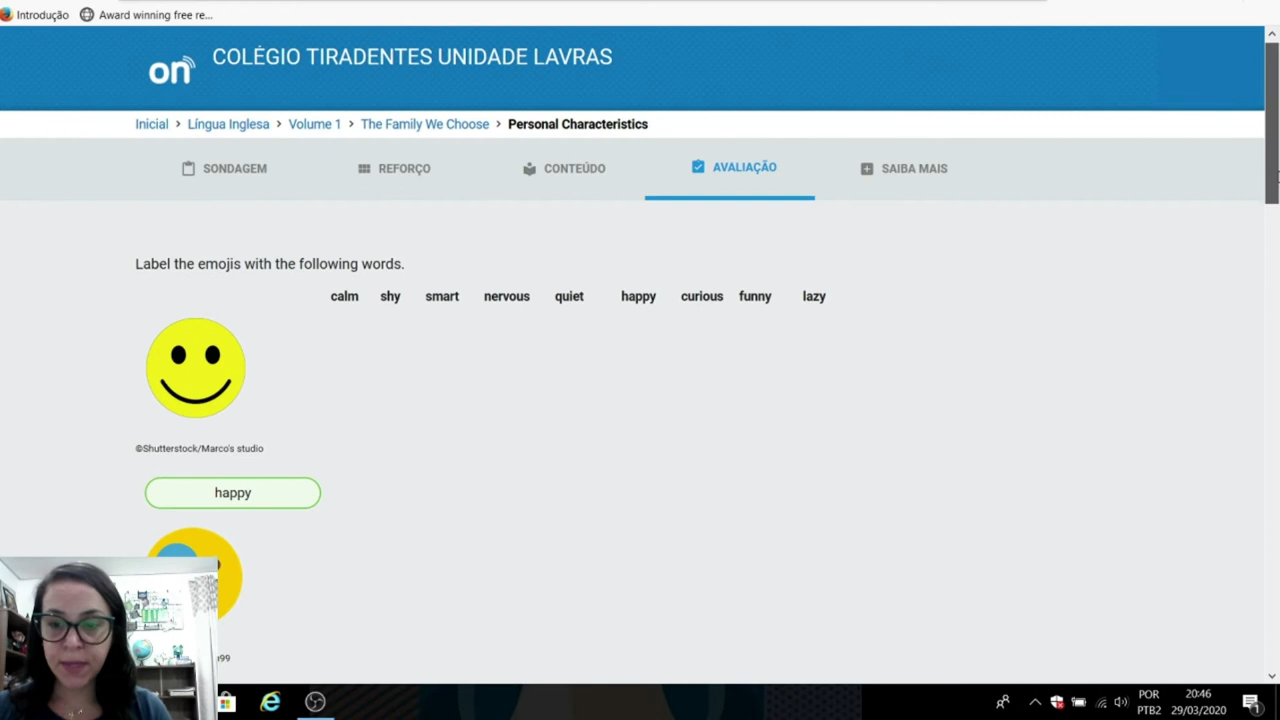 Introdução Award winning free re...
on COLÉGIO TIRADENTES UNIDADE LAVRAS
Inicial > Língua Inglesa > Volume 1 > The Family We Choose > Personal Characteristics
SONDAGEM REFORÇO CONTEÚDO AVALIAÇÃO SAIBA MAIS
Label the emojis with the following words.
calm shy smart nervous quiet happy curious funny lazy
©Shutterstock/Marco's studio
happy
99
POR 20:46
PTB2 29/03/2020 1